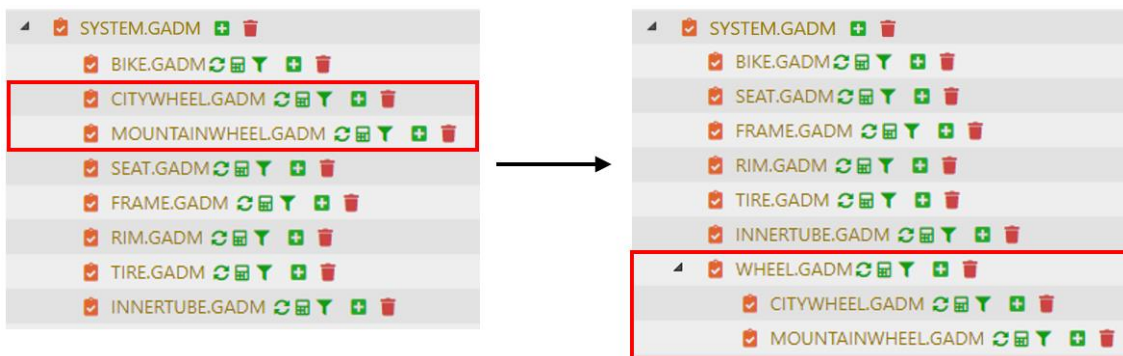 SYSTEM.GADM
BIKE.GADM
CITYWHEEL.GADM
MOUNTAINWHEEL.GADM
SEAT.GADM
FRAME.GADM
RIM.GADM
TIRE.GADM
INNERTUBE.GADM
SYSTEM.GADM
BIKE.GADM
SEAT.GADM
FRAME.GADM
RIM.GADM
TIRE.GADM
INNERTUBE.GADM
WHEEL.GADM
CITYWHEEL.GADM
MOUNTAINWHEEL.GADM